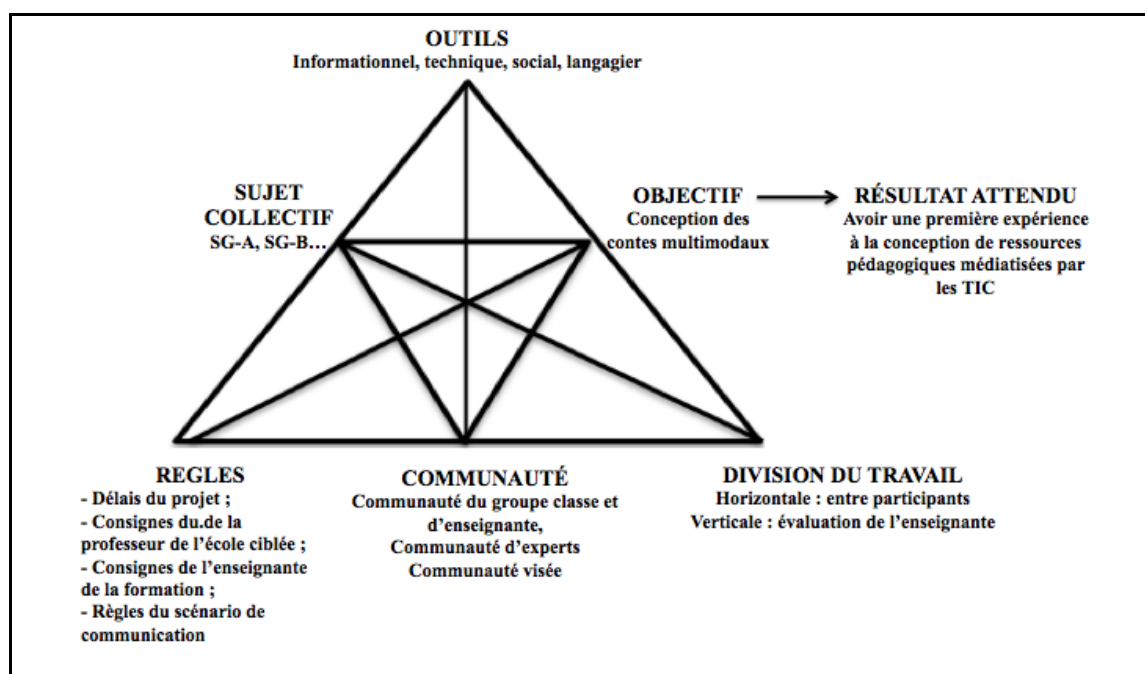 OUTILS
Informationnel, technique, social, langagier
SUJET
COLLECTIF
SG-A, SG-B…
OBJECTIF
Conception des
contes multimodaux
RÉSULTAT ATTENDU
Avoir une première expérience
à la conception de ressources
pédagogiques médiatisées par
les TIC
REGLES
- Délais du projet ;
- Consignes du.de la
professeur de l’école ciblée ;
- Consignes de l’enseignante
de la formation ;
- Règles du scénario de
communication
COMMUNAUTÉ
Communauté du groupe classe et
d’enseignante,
Communauté d’experts
Communauté visée
DIVISION DU TRAVAIL
Horizontale : entre participants
Verticale : évaluation de l’enseignante